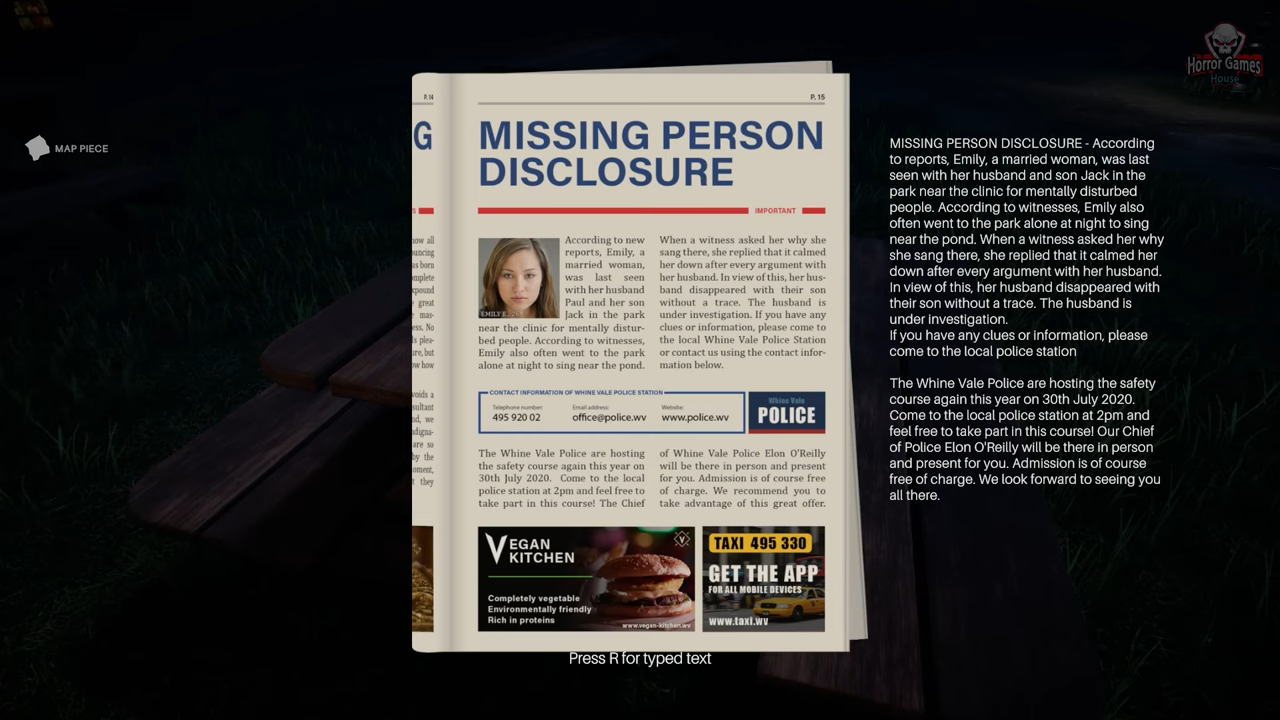 Horror Games
House
MAP PIECE
P. 14
P. 15
G
MISSING PERSON
DISCLOSURE
IMPORTANT
According to new
reports, Emily, a
married woman,
was last seen
with her husband
Paul and her son
Jack in the park
near the clinic for mentally distur-
bed people. According to witnesses,
Emily also often went to the park
alone at night to sing near the pond.
When a witness asked her why she
sang there, she replied that it calmed
her down after every argument with
her husband. In view of this, her hus-
band disappeared with their son
without a trace. The husband is
under investigation. If you have any
clues or information, please come to
the local Whine Vale Police Station
or contact us using the contact infor-
mation below.
CONTACT INFORMATION OF WHINE VALE POLICE STATION
Telephone number:
495 920 02
Email address:
office@police.wv
Website:
www.police.wv
Whine Vale
POLICE
The Whine Vale Police are hosting
the safety course again this year on
30th July 2020. Come to the local
police station at 2pm and feel free to
take part in this course! The Chief
of Whine Vale Police Elon O'Reilly
will be there in person and present
for you. Admission is of course free
of charge. We recommend you to
take advantage of this great offer.
VEGAN
KITCHEN
V
Completely vegetable
Environmentally friendly
Rich in proteins
www.vegan-kitchen.wv
TAXI 495 330
GET THE APP
FOR ALL MOBILE DEVICES
www.taxi.wv
Press R for typed text
MISSING PERSON DISCLOSURE - According
to reports, Emily, a married woman, was last
seen with her husband and son Jack in the
park near the clinic for mentally disturbed
people. According to witnesses, Emily also
often went to the park alone at night to sing
near the pond. When a witness asked her why
she sang there, she replied that it calmed her
down after every argument with her husband.
In view of this, her husband disappeared with
their son without a trace. The husband is
under investigation.
If you have any clues or information, please
come to the local police station
The Whine Vale Police are hosting the safety
course again this year on 30th July 2020.
Come to the local police station at 2pm and
feel free to take part in this course! Our Chief
of Police Elon O'Reilly will be there in person
and present for you. Admission is of course
free of charge. We look forward to seeing you
all there.